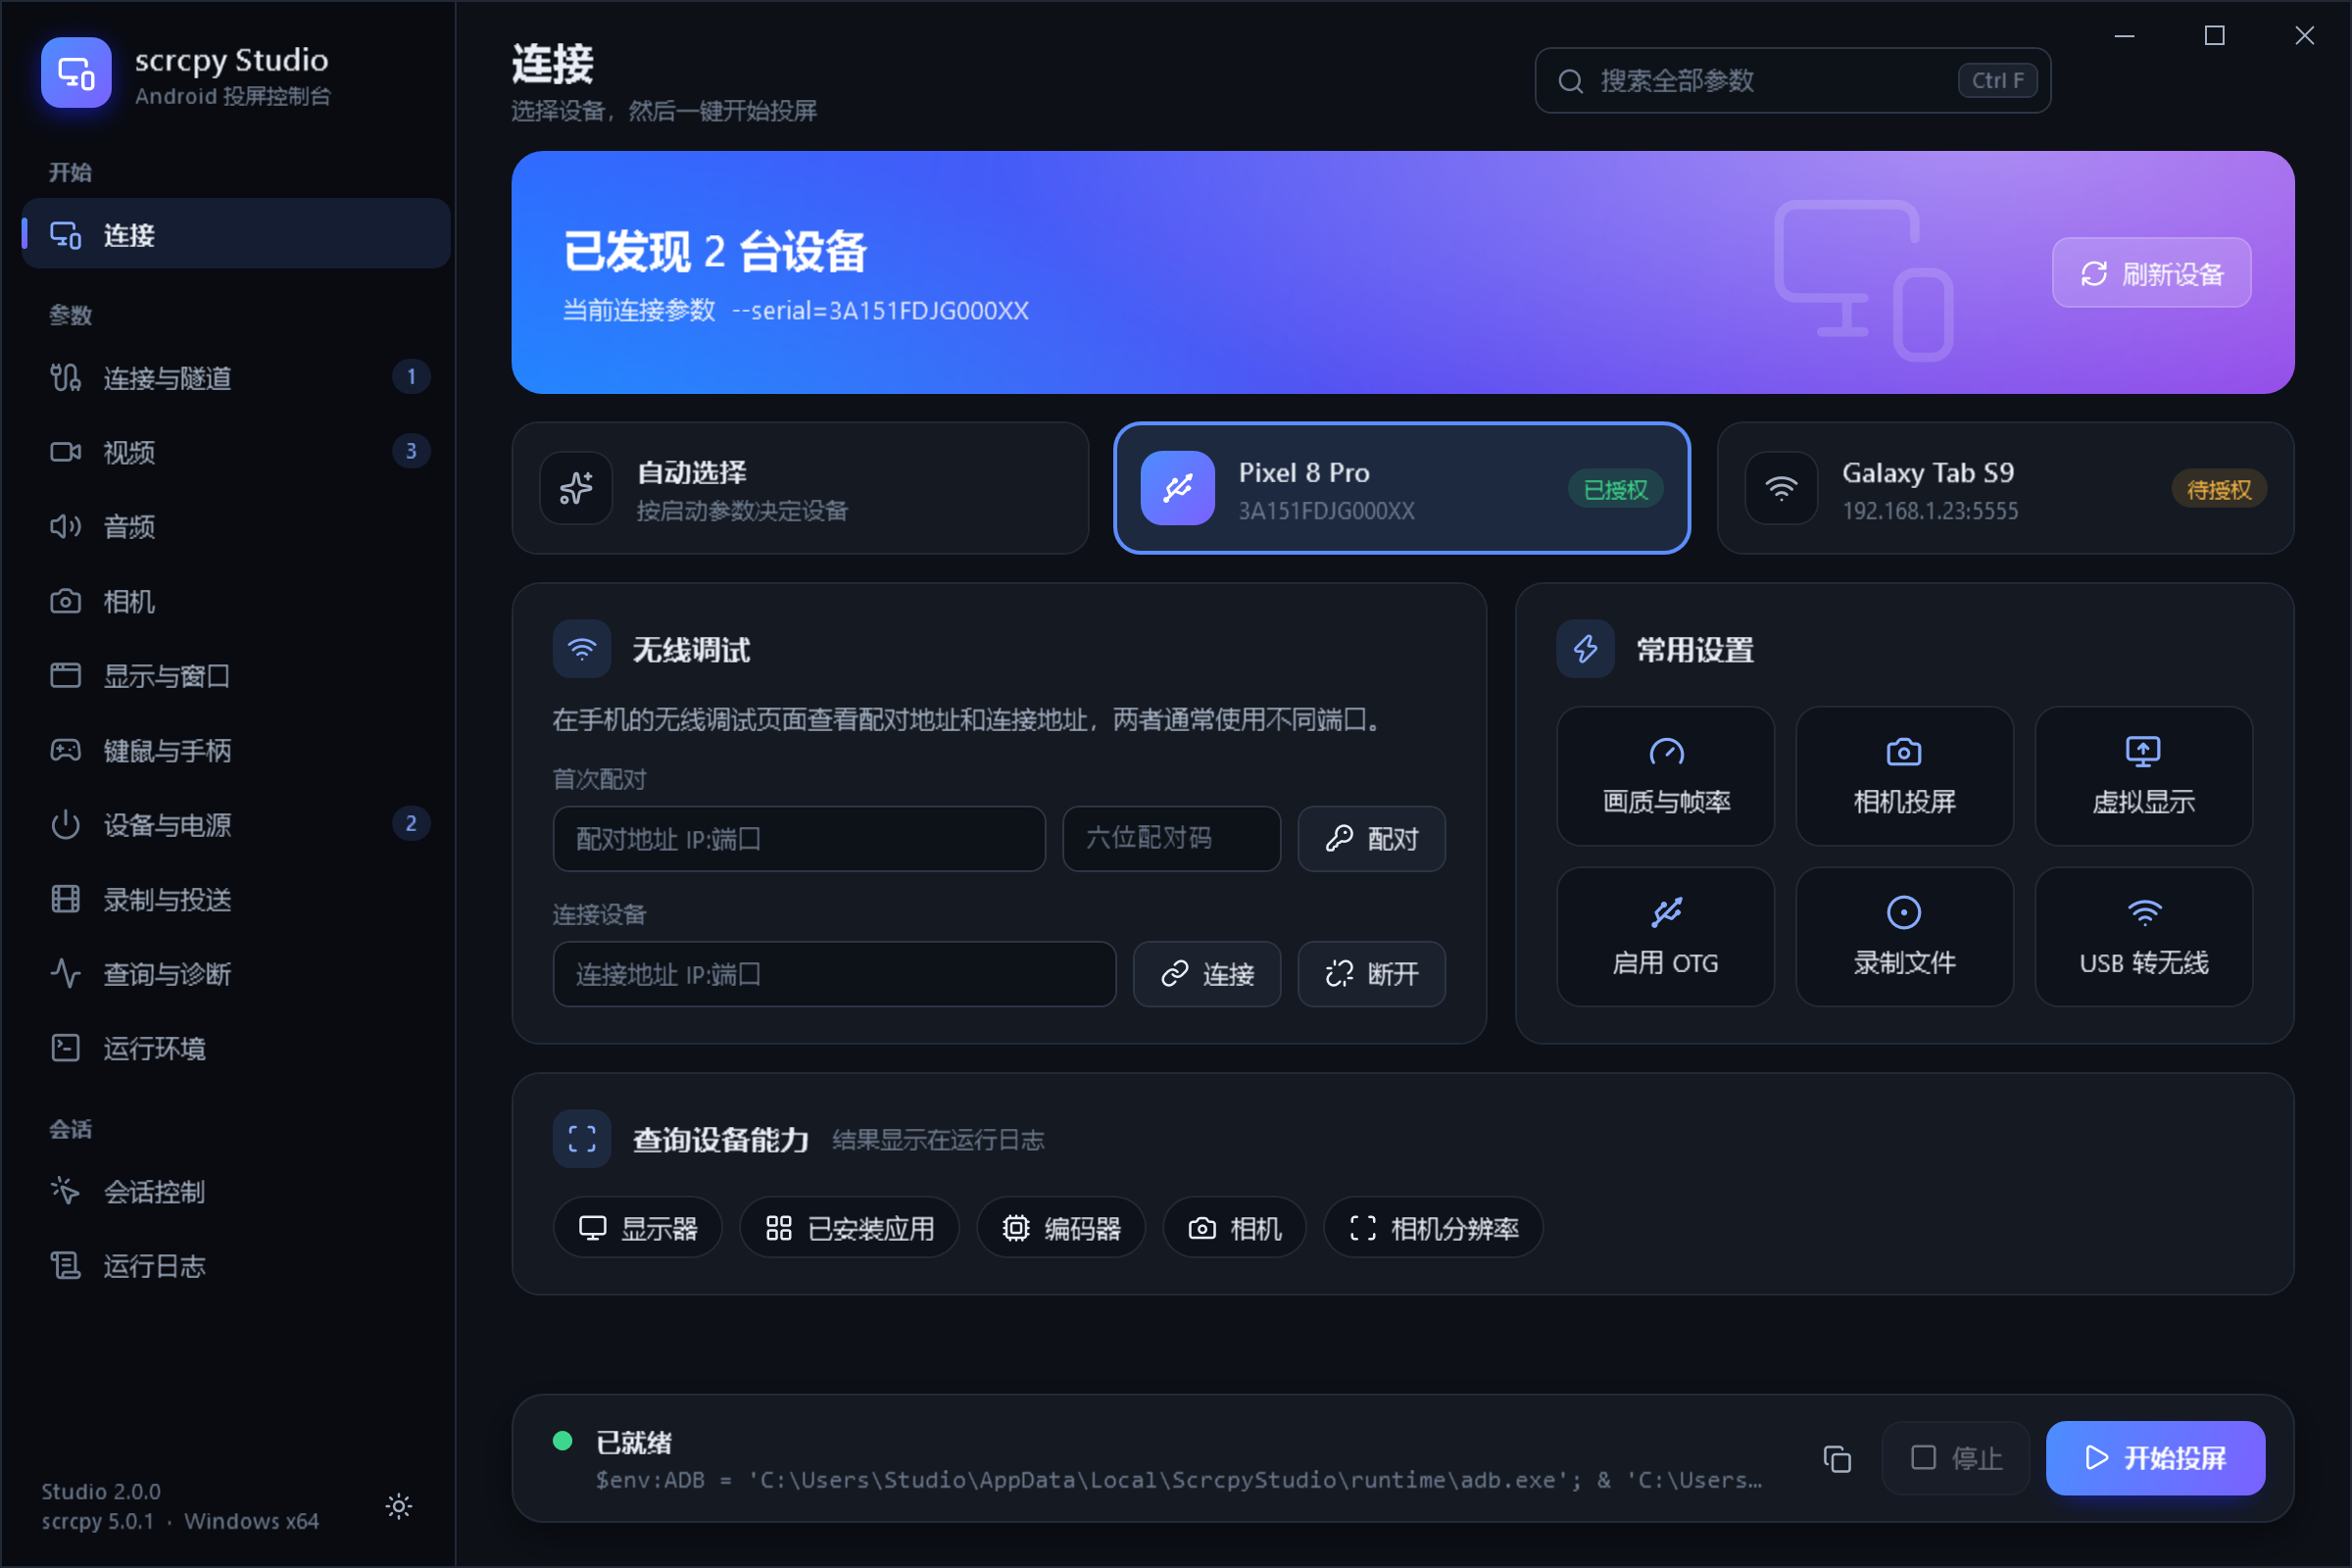 scrcpy Studio
Android 投屏控制台
开始
连接
参数
连接与隧道 1
视频 3
音频
相机
显示与窗口
键鼠与手柄
设备与电源 2
录制与投送
查询与诊断
运行环境
会话
会话控制
运行日志
Studio 2.0.0
scrcpy 5.0.1 · Windows x64
连接
选择设备，然后一键开始投屏
搜索全部参数 Ctrl F
已发现 2 台设备
当前连接参数 --serial=3A151FDJG000XX
刷新设备
自动选择
按启动参数决定设备
Pixel 8 Pro
3A151FDJG000XX
已授权
Galaxy Tab S9
192.168.1.23:5555
待授权
无线调试
在手机的无线调试页面查看配对地址和连接地址，两者通常使用不同端口。
首次配对
配对地址 IP:端口 六位配对码 配对
连接设备
连接地址 IP:端口 连接 断开
常用设置
画质与帧率 相机投屏 虚拟显示
启用 OTG 录制文件 USB 转无线
查询设备能力 结果显示在运行日志
显示器 已安装应用 编码器 相机 相机分辨率
已就绪
$env:ADB = 'C:\Users\Studio\AppData\Local\ScrcpyStudio\runtime\adb.exe'; & 'C:\Users…
停止 开始投屏